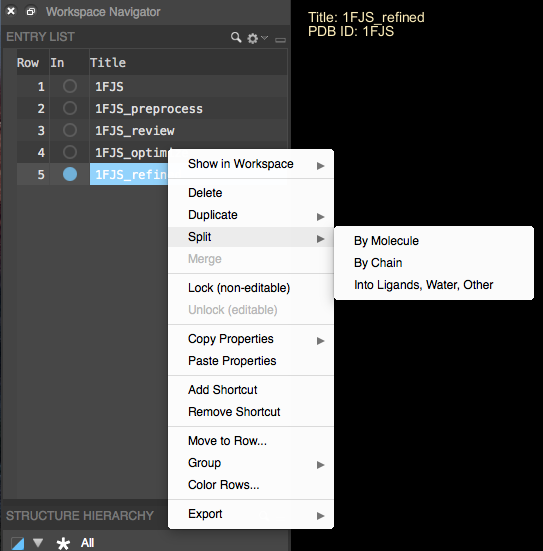 Workspace Navigator
ENTRY LIST
Row In Title
1 1FJS
2 1FJS_preprocess
3 1FJS_review
4 1FJS_optim
5 1FJS_refin
Title: 1FJS_refined
PDB ID: 1FJS
Show in Workspace
Delete
Duplicate
Split
Merge
Lock (non-editable)
Unlock (editable)
Copy Properties
Paste Properties
Add Shortcut
Remove Shortcut
Move to Row...
Group
Color Rows...
Export
By Molecule
By Chain
Into Ligands, Water, Other
STRUCTURE HIERARCHY
All